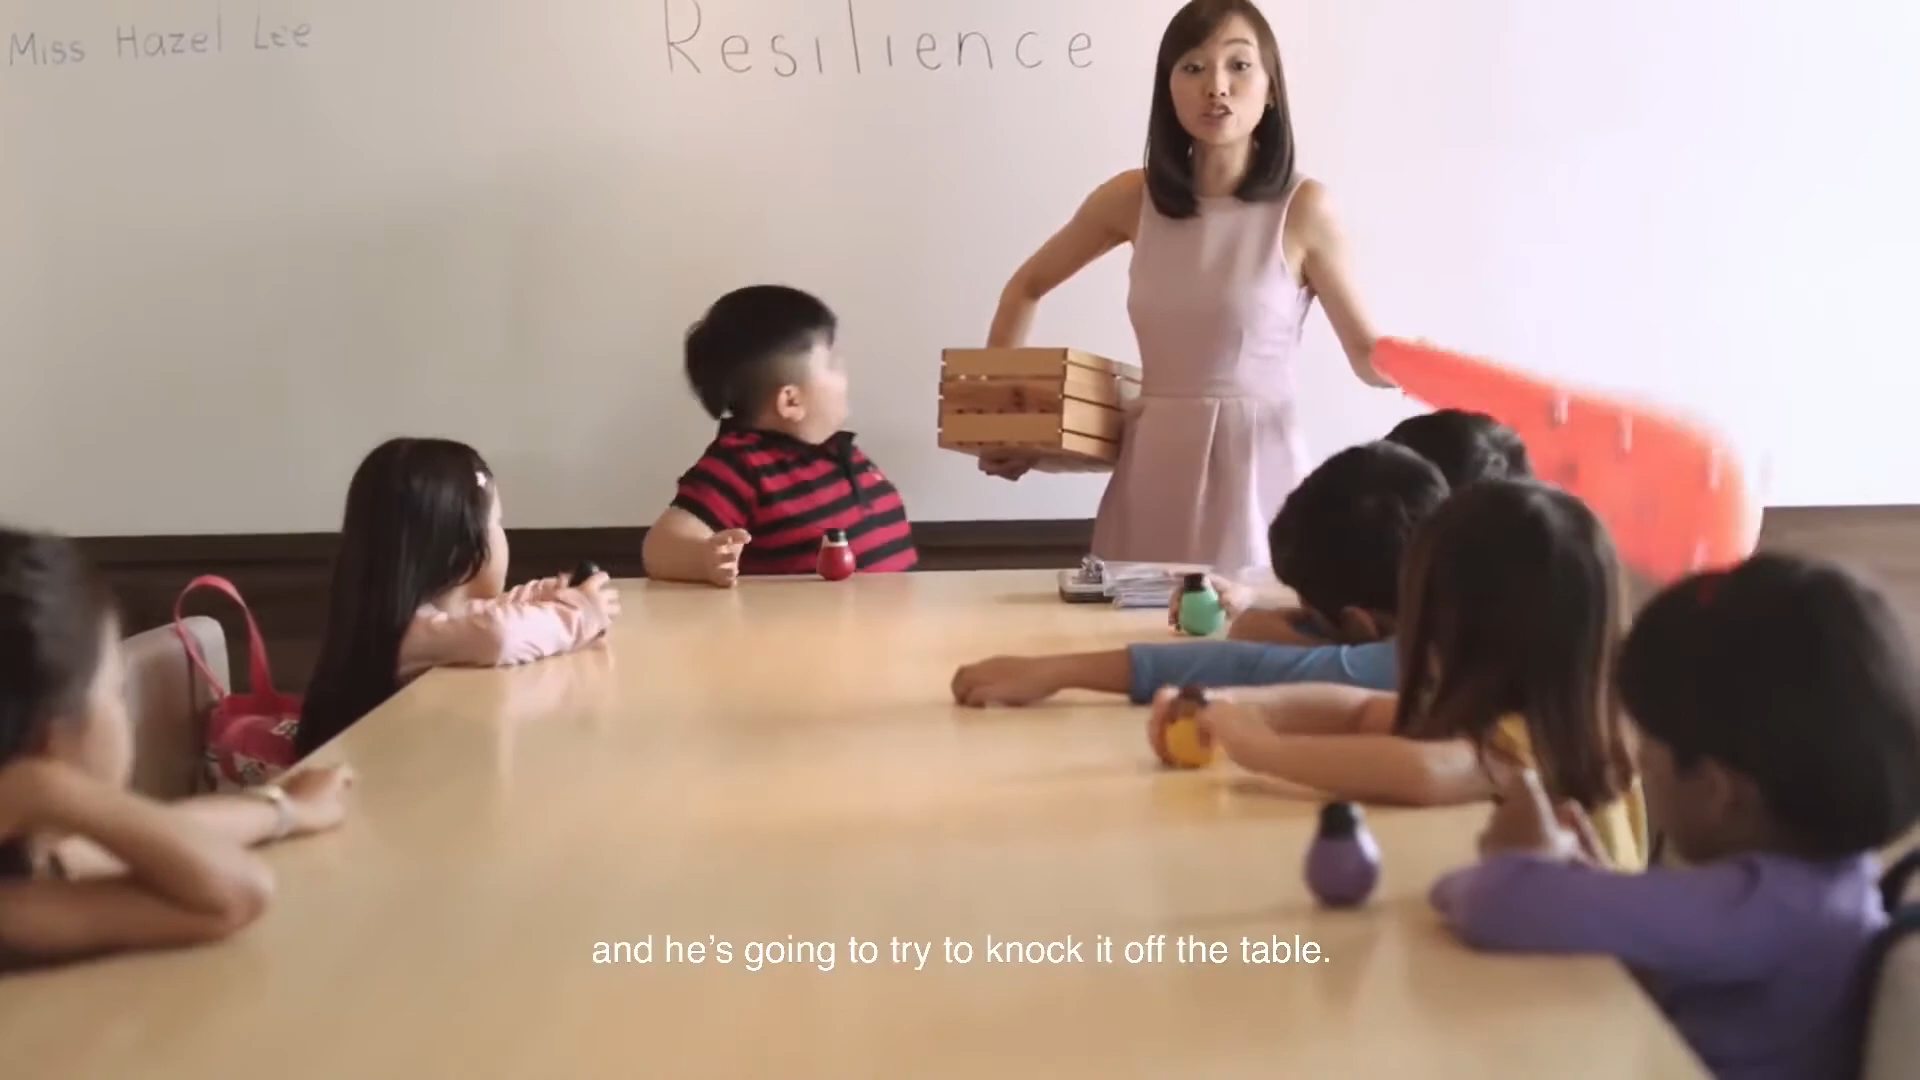 Miss Hazel Lee
Resilience
and he's going to try to knock it off the table.